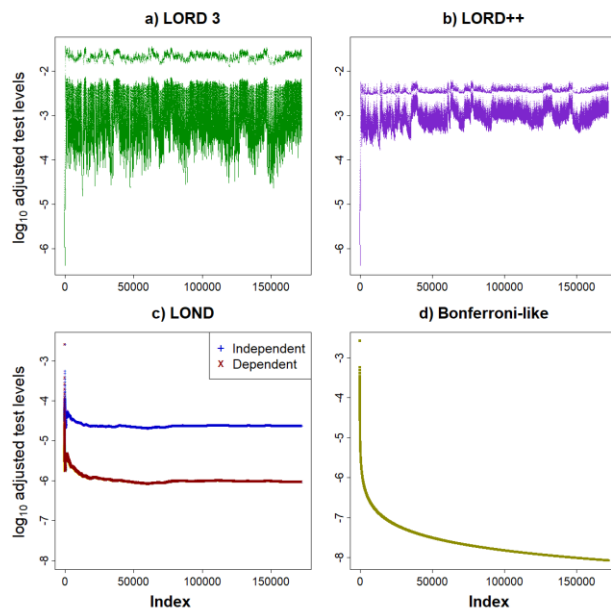 a) LORD 3
b) LORD++
log10 adjusted test levels
-2
-3
-4
-5
-6
-2
-3
-4
-5
-6
0 50000 100000 150000
0 50000 100000 150000
c) LOND
d) Bonferroni-like
log10 adjusted test levels
+ Independent
x Dependent
-3
-4
-5
-6
-7
-8
-3
-4
-5
-6
-7
-8
0 50000 100000 150000
0 50000 100000 150000
Index
Index